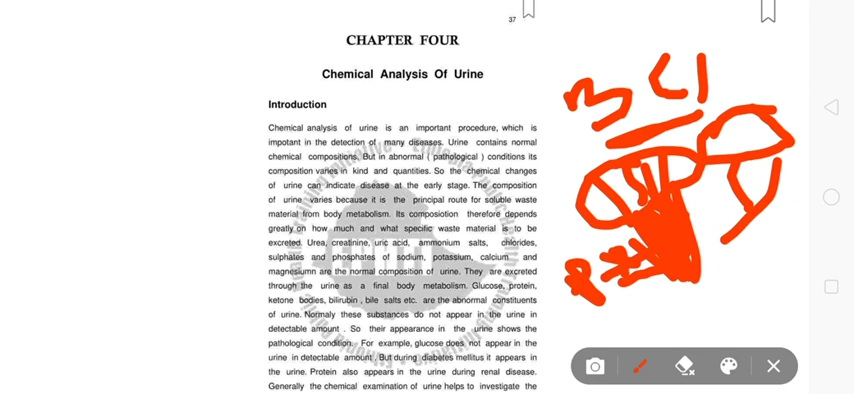 37
CHAPTER FOUR
Chemical Analysis Of Urine
Introduction
Chemical analysis of urine is an important procedure, which is
impotant in the detection of many diseases. Urine contains normal
chemical compositions. But in abnormal ( pathological ) conditions its
composition varies in kind and quantities. So the chemical changes
of urine can indicate disease at the early stage. The composition
of urine varies because it is the principal route for soluble waste
material from body metabolism. Its composiotion therefore depends
greatly on how much and what specific waste material is to be
excreted. Urea, creatinine, uric acid, ammonium salts, chlorides,
sulphates and phosphates of sodium, potassium, calcium and
magnesiumn are the normal composition of urine. They are excreted
through the urine as a final body metabolism. Glucose, protein,
ketone bodies, bilirubin , bile salts etc. are the abnormal constituents
of urine. Normaly these substances do not appear in the urine in
detectable amount . So their appearance in the urine shows the
pathological condition. For example, glucose does not appear in the
urine in detectable amount . But during diabetes mellitus it appears in
the urine. Protein also appears in the urine during renal disease.
Generally the chemical examination of urine helps to investigate the